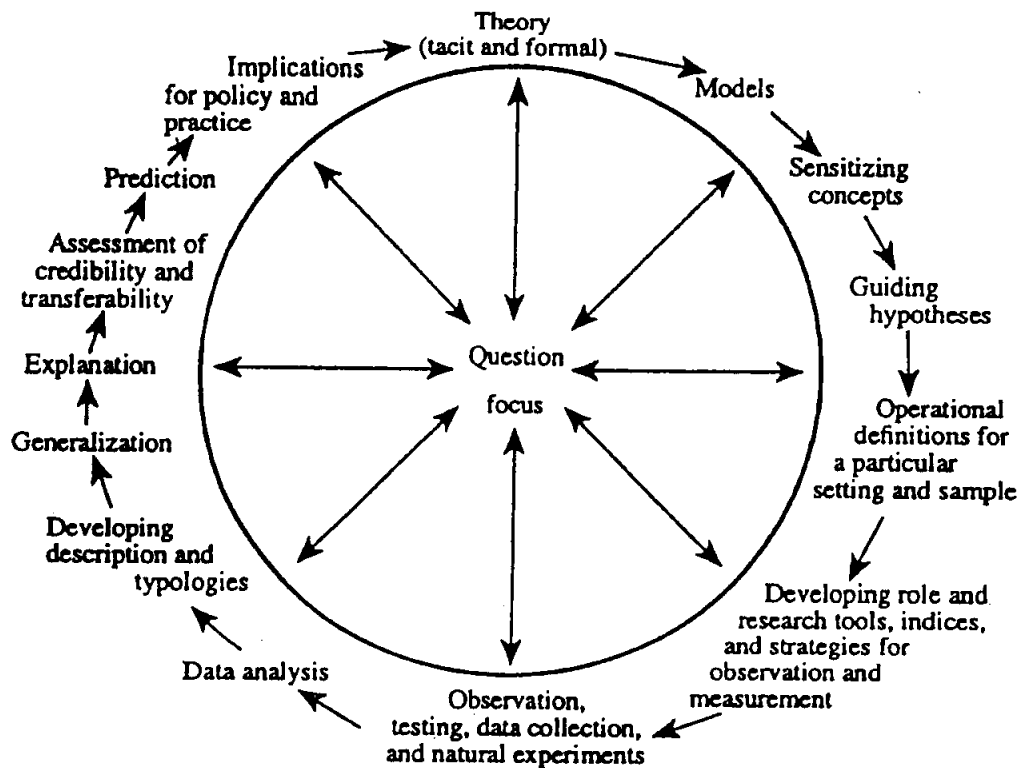 Theory
(tacit and formal)
Models
Sensitizing
concepts
Guiding
hypotheses
Operational
definitions for
a particular
setting and sample
Developing role and
research tools, indices,
and strategies for
observation and
measurement
Observation,
testing, data collection,
and natural experiments
Data analysis
Developing
description and
typologies
Generalization
Explanation
Assessment of
credibility and
transferability
Prediction
Implications
for policy and
practice
Question
focus